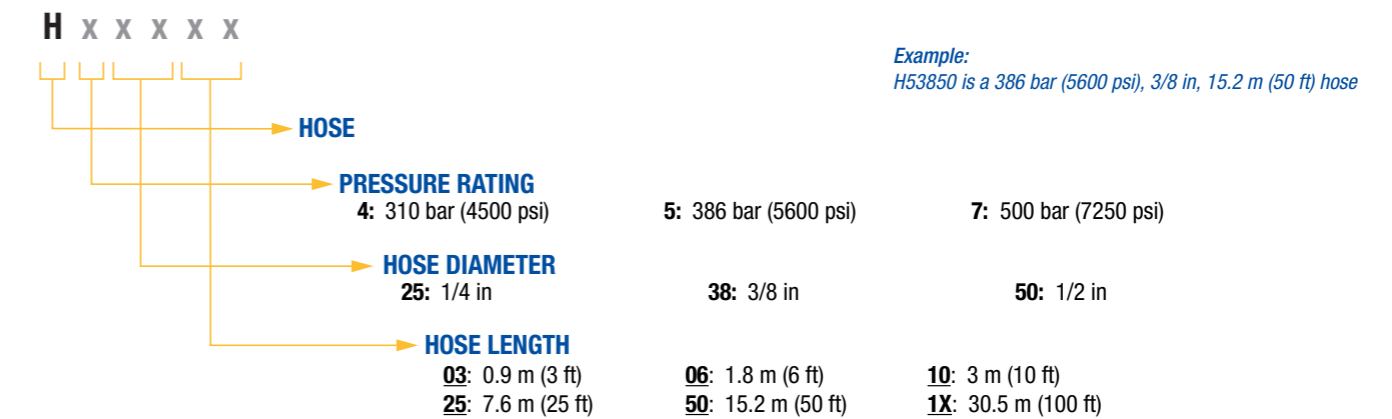 H x x x x x
Example:
H53850 is a 386 bar (5600 psi), 3/8 in, 15.2 m (50 ft) hose
HOSE
PRESSURE RATING
4: 310 bar (4500 psi) 5: 386 bar (5600 psi) 7: 500 bar (7250 psi)
HOSE DIAMETER
25: 1/4 in 38: 3/8 in 50: 1/2 in
HOSE LENGTH
03: 0.9 m (3 ft) 06: 1.8 m (6 ft) 10: 3 m (10 ft)
25: 7.6 m (25 ft) 50: 15.2 m (50 ft) 1X: 30.5 m (100 ft)